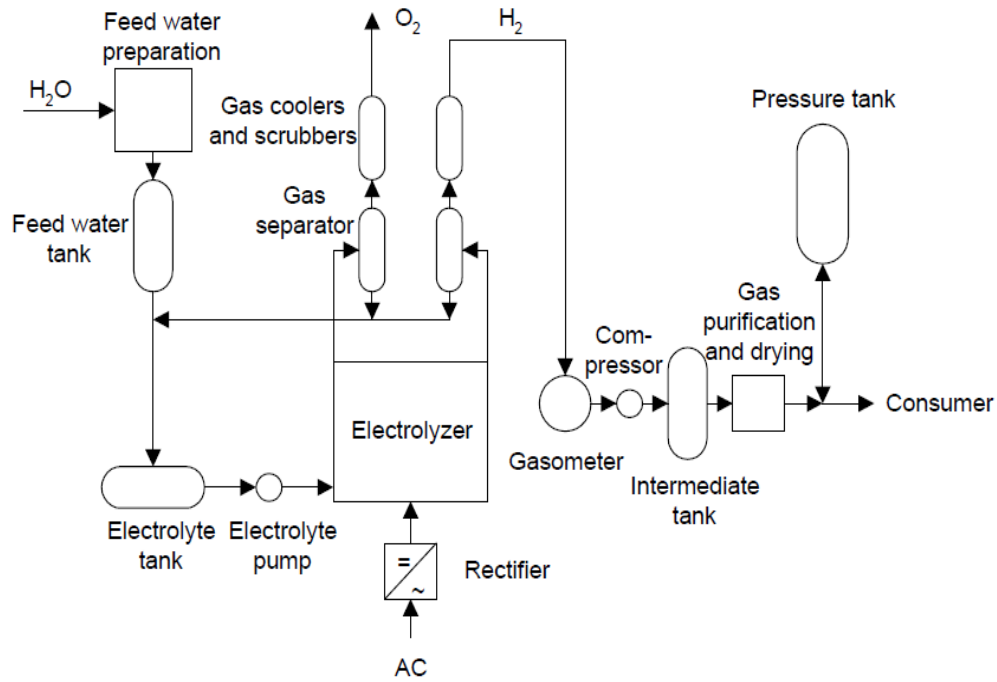 Feed water
preparation
H₂O
O₂
H₂
Gas coolers
and scrubbers
Pressure tank
Feed water
tank
Gas
separator
Gas
purification
and drying
Com-
pressor
Consumer
Electrolyzer
Gasometer
Intermediate
tank
Electrolyte
tank
Electrolyte
pump
=
~
Rectifier
AC